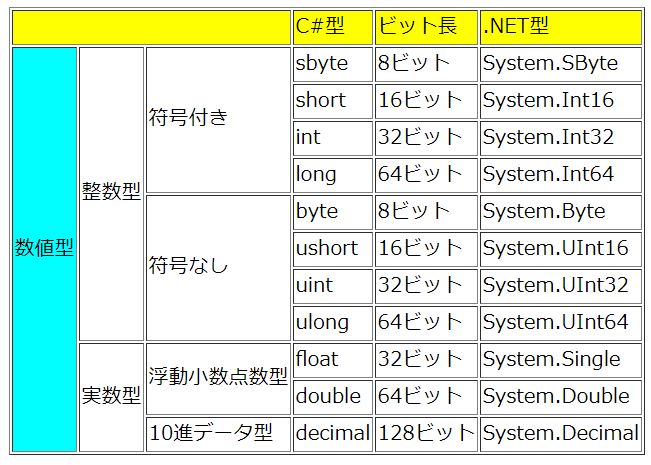 C#型 ビット長 .NET型
数値型 整数型 符号付き sbyte 8ビット System.SByte
short 16ビット System.Int16
int 32ビット System.Int32
long 64ビット System.Int64
符号なし byte 8ビット System.Byte
ushort 16ビット System.UInt16
uint 32ビット System.UInt32
ulong 64ビット System.UInt64
実数型 浮動小数点数型 float 32ビット System.Single
double 64ビット System.Double
10進データ型 decimal 128ビット System.Decimal